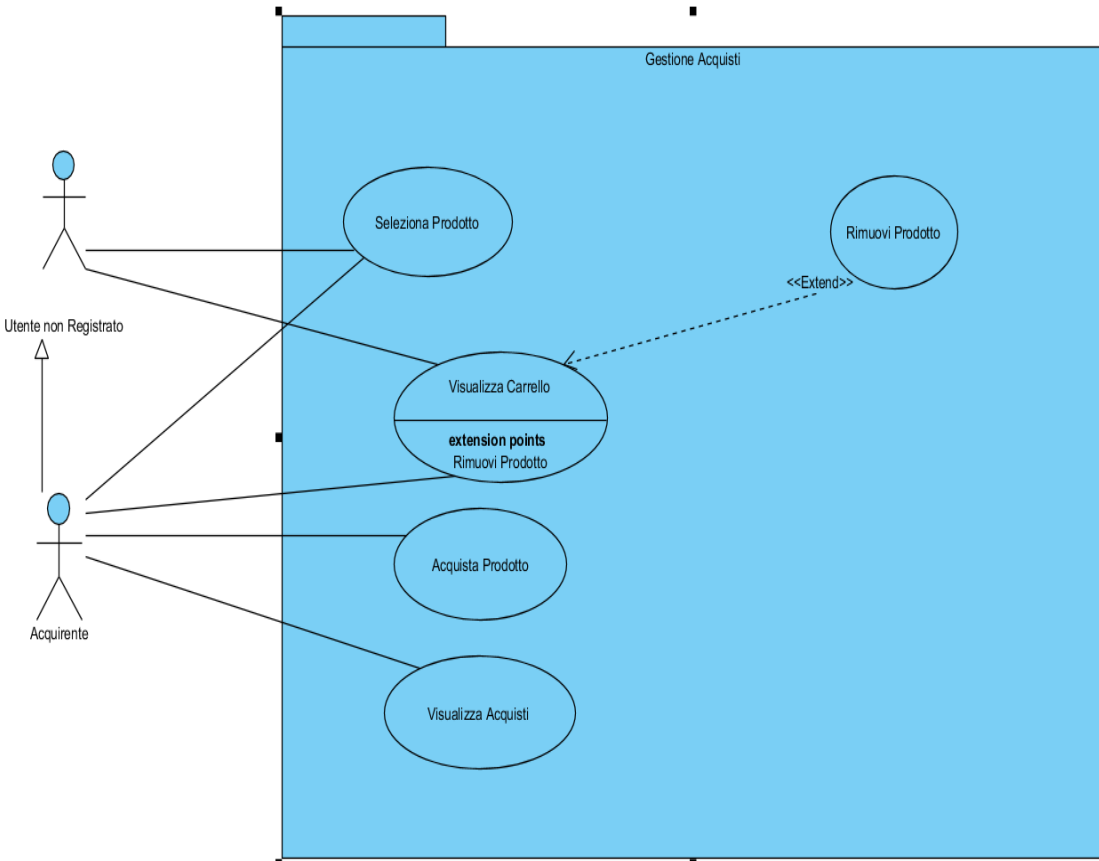 Gestione Acquisti
Seleziona Prodotto
Rimuovi Prodotto
<<Extend>>
Utente non Registrato
Visualizza Carrello
extension points
Rimuovi Prodotto
Acquista Prodotto
Acquirente
Visualizza Acquisti